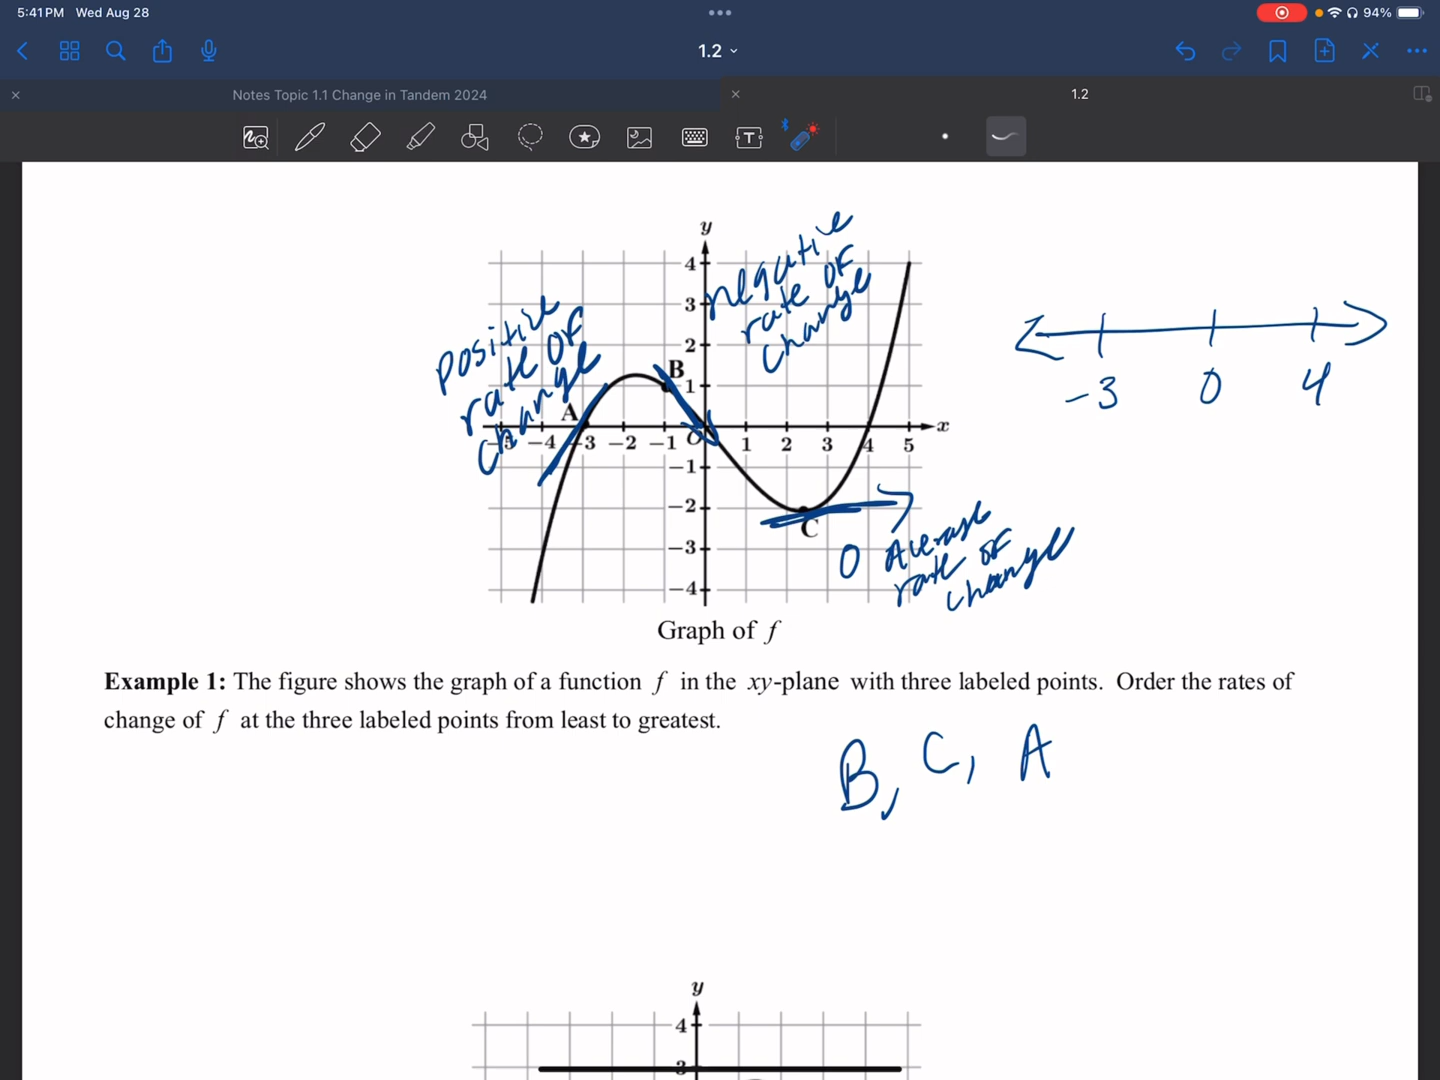 5:41 PM Wed Aug 28
94%
1.2
Notes Topic 1.1 Change in Tandem 2024
1.2
T
y
4
3
2
1
-1
-2
-3
-4
-5 -4 -3 -2 -1 O 1 2 3 4 5 x
A
B
C
positive
rate OF
change
negative
rate OF
change
0 Average
rate OF
change
-3 0 4
Graph of f
Example 1: The figure shows the graph of a function f in the xy-plane with three labeled points. Order the rates of
change of f at the three labeled points from least to greatest.
B, C, A
y
4
3